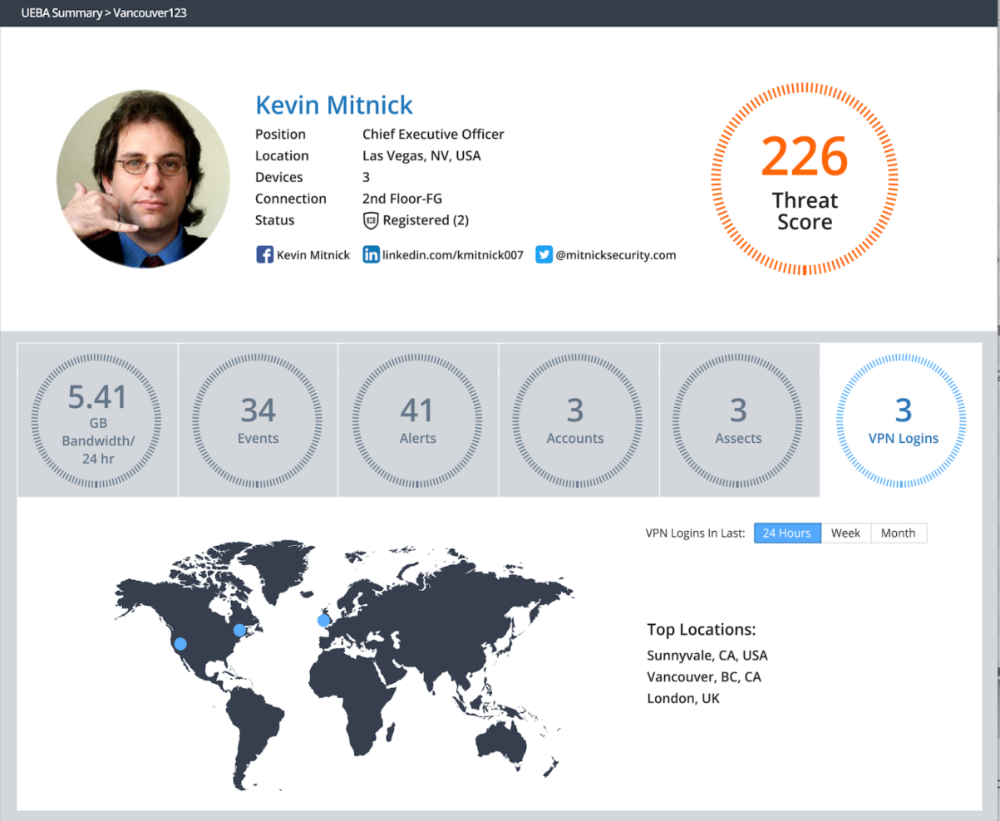 UEBA Summary > Vancouver123
Kevin Mitnick
Position Chief Executive Officer
Location Las Vegas, NV, USA
Devices 3
Connection 2nd Floor-FG
Status Registered (2)
Kevin Mitnick linkedin.com/kmitnick007 @mitnicksecurity.com
226
Threat
Score
5.41
GB
Bandwidth/
24 hr
34
Events
41
Alerts
3
Accounts
3
Assects
3
VPN Logins
VPN Logins In Last: 24 Hours Week Month
Top Locations:
Sunnyvale, CA, USA
Vancouver, BC, CA
London, UK